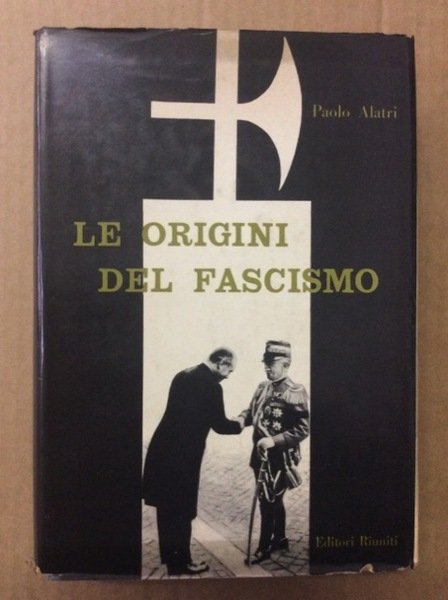 Paolo Alatri
LE ORIGINI
DEL FASCISMO
Editori Riuniti